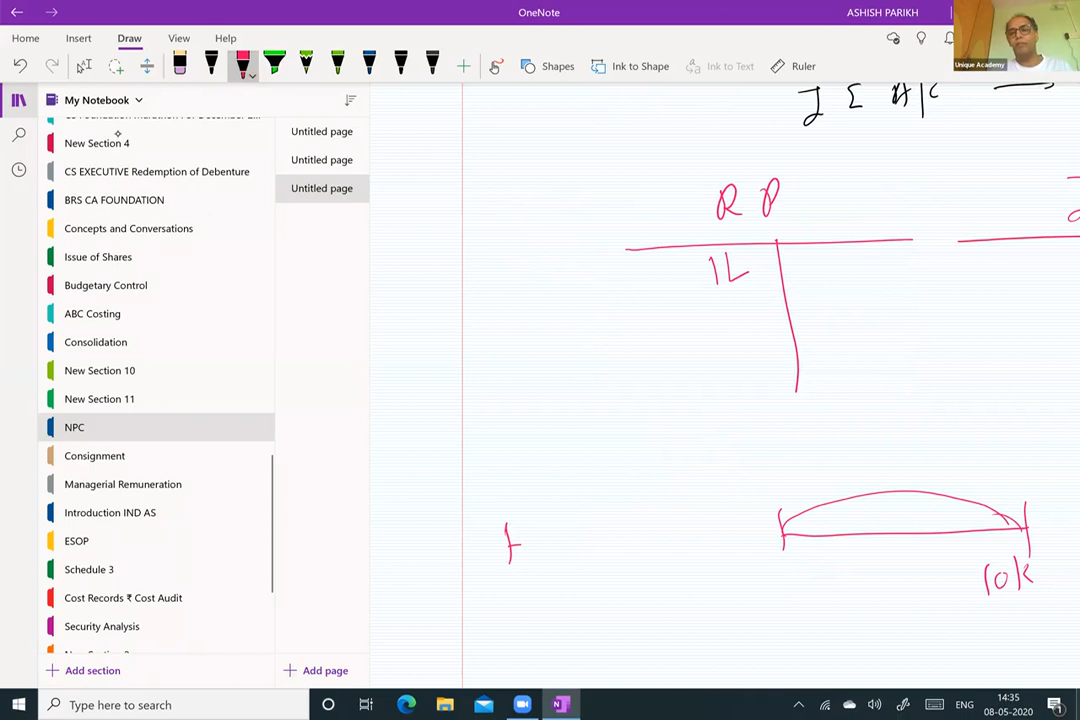 OneNote
ASHISH PARIKH
Home Insert Draw View Help
Unique Academy
Shapes
Ink to Shape
Ink to Text
Ruler
My Notebook
New Section 4
CS EXECUTIVE Redemption of Debenture
BRS CA FOUNDATION
Concepts and Conversations
Issue of Shares
Budgetary Control
ABC Costing
Consolidation
New Section 10
New Section 11
NPC
Consignment
Managerial Remuneration
Introduction IND AS
ESOP
Schedule 3
Cost Records ₹ Cost Audit
Security Analysis
Add section
Untitled page
Untitled page
Untitled page
Add page
I E A/C
R P
1L
10k
Type here to search
ENG
14:35
08-05-2020
1